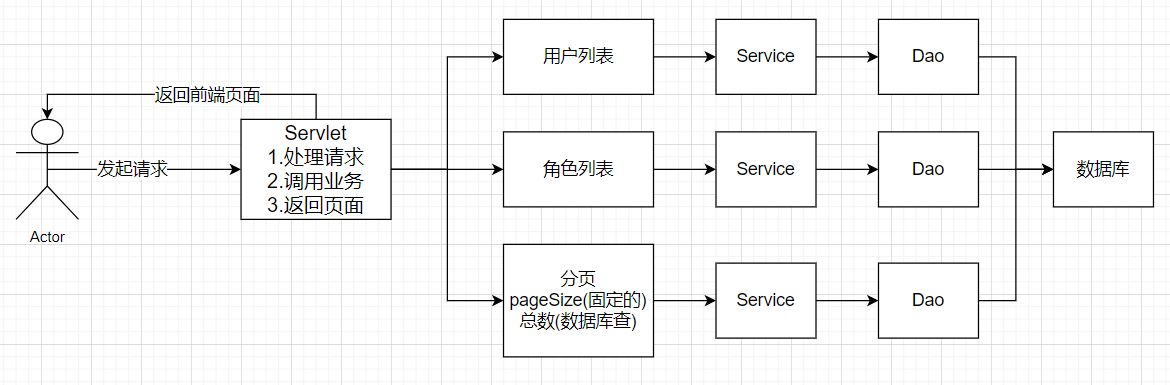 返回前端页面
发起请求
Actor
Servlet
1.处理请求
2.调用业务
3.返回页面
用户列表
Service
Dao
角色列表
Service
Dao
分页
pageSize(固定的)
总数(数据库查)
Service
Dao
数据库